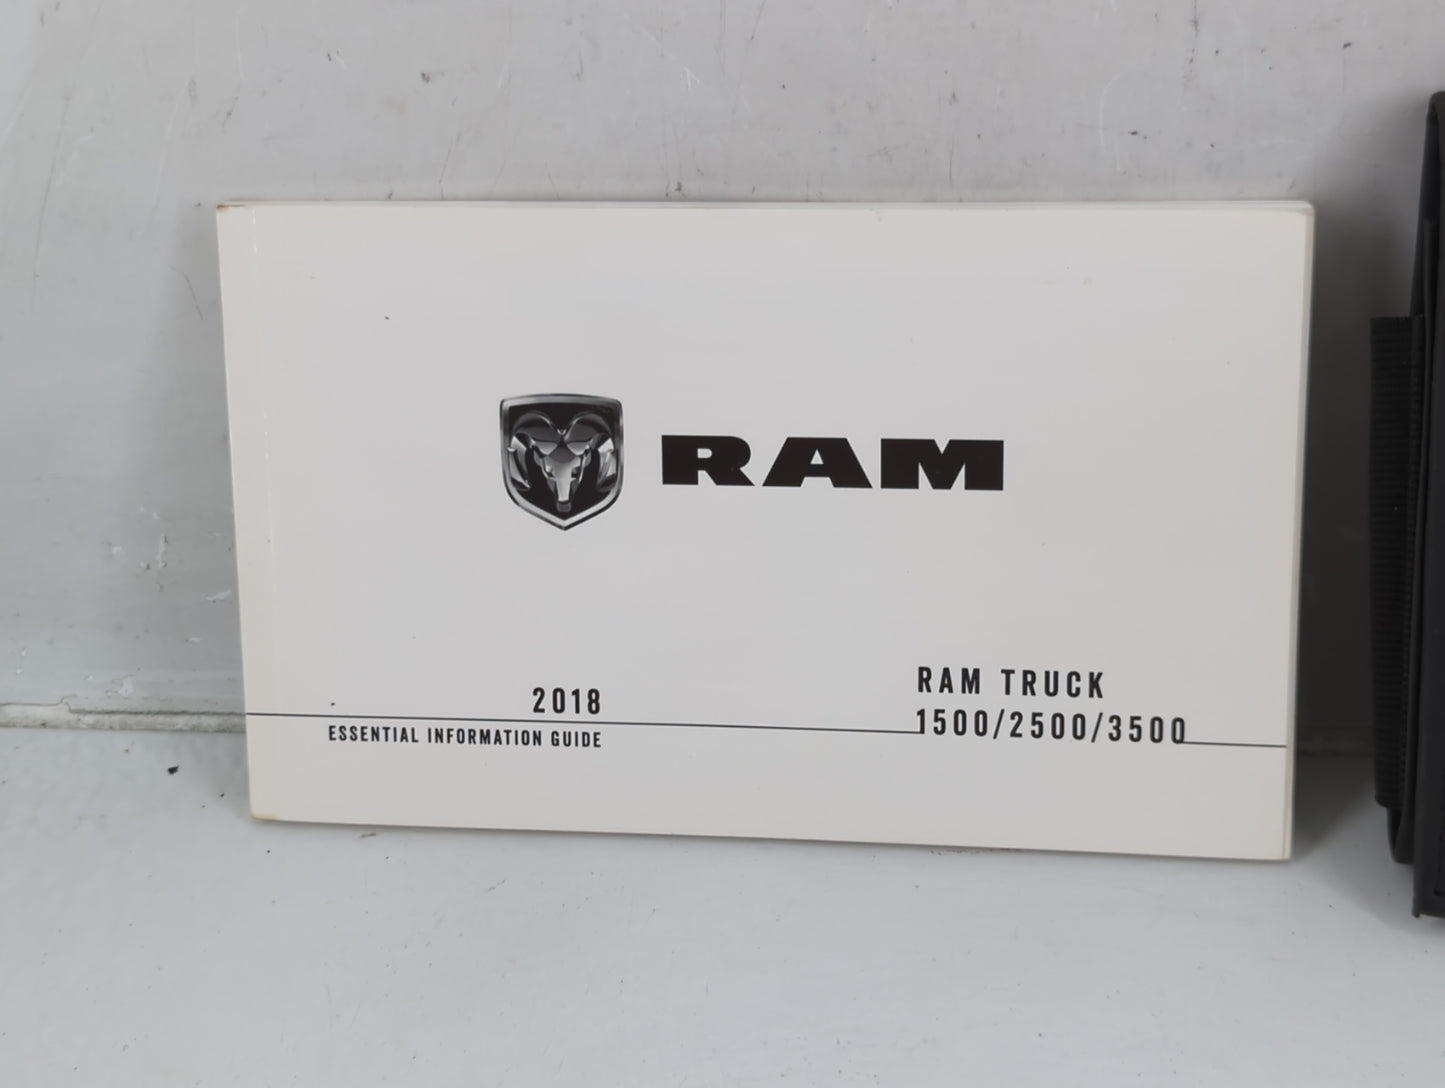 RAM
2018
ESSENTIAL INFORMATION GUIDE
RAM TRUCK
1500/2500/3500